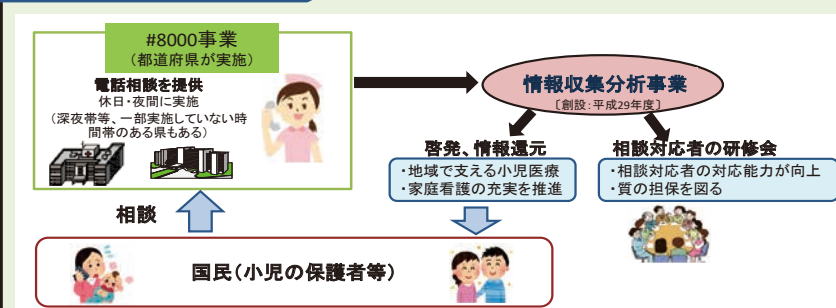 #8000事業
（都道府県が実施）
電話相談を提供
休日・夜間に実施
（深夜帯等、一部実施していない時
間帯のある県もある）
情報収集分析事業
〔創設：平成29年度〕
啓発、情報還元
・地域で支える小児医療
・家庭看護の充実を推進
相談対応者の研修会
・相談対応者の対応能力が向上
・質の担保を図る
相談
国民（小児の保護者等）